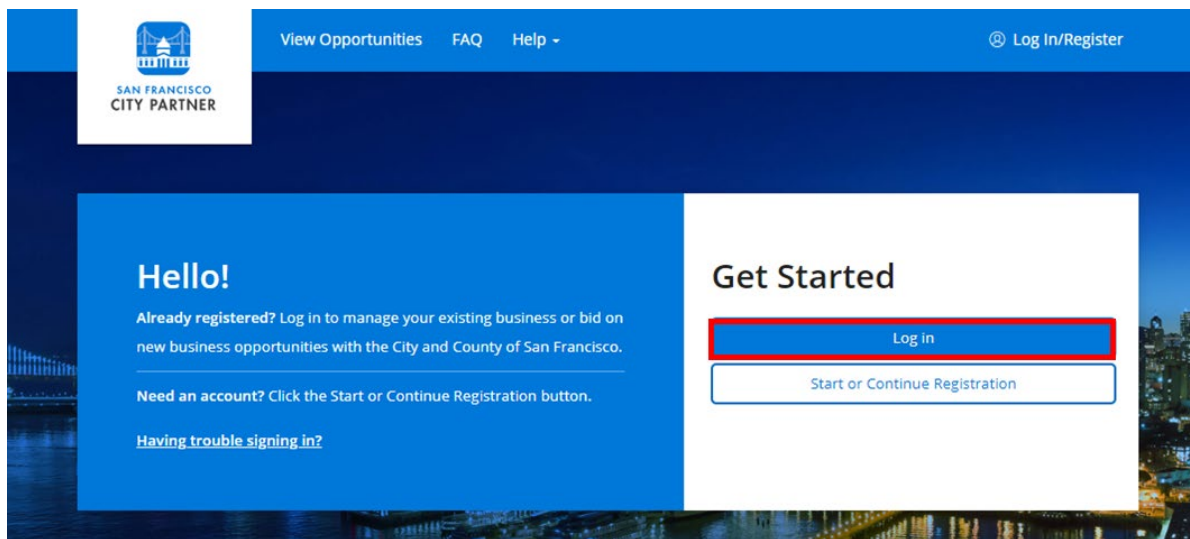 View Opportunities FAQ Help
Log In/Register
SAN FRANCISCO
CITY PARTNER
Hello!
Already registered? Log in to manage your existing business or bid on
new business opportunities with the City and County of San Francisco.
Need an account? Click the Start or Continue Registration button.
Having trouble signing in?
Get Started
Log in
Start or Continue Registration